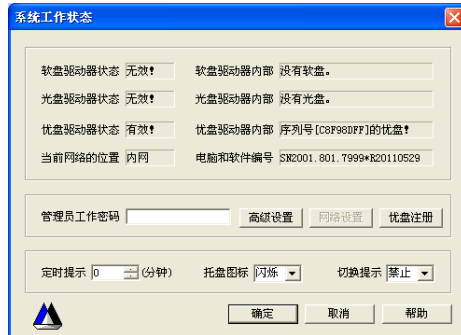 系统工作状态
软盘驱动器状态 无效! 软盘驱动器内部 没有软盘。
光盘驱动器状态 无效! 光盘驱动器内部 没有光盘。
优盘驱动器状态 有效! 优盘驱动器内部 序列号[C8F98DFF]的优盘!
当前网络的位置 内网 电脑和软件编号 SN2001.801.7999*R20110529
管理员工作密码 高级设置 网络设置 优盘注册
定时提示 0 (分钟) 托盘图标 闪烁 切换提示 禁止
确定 取消 帮助